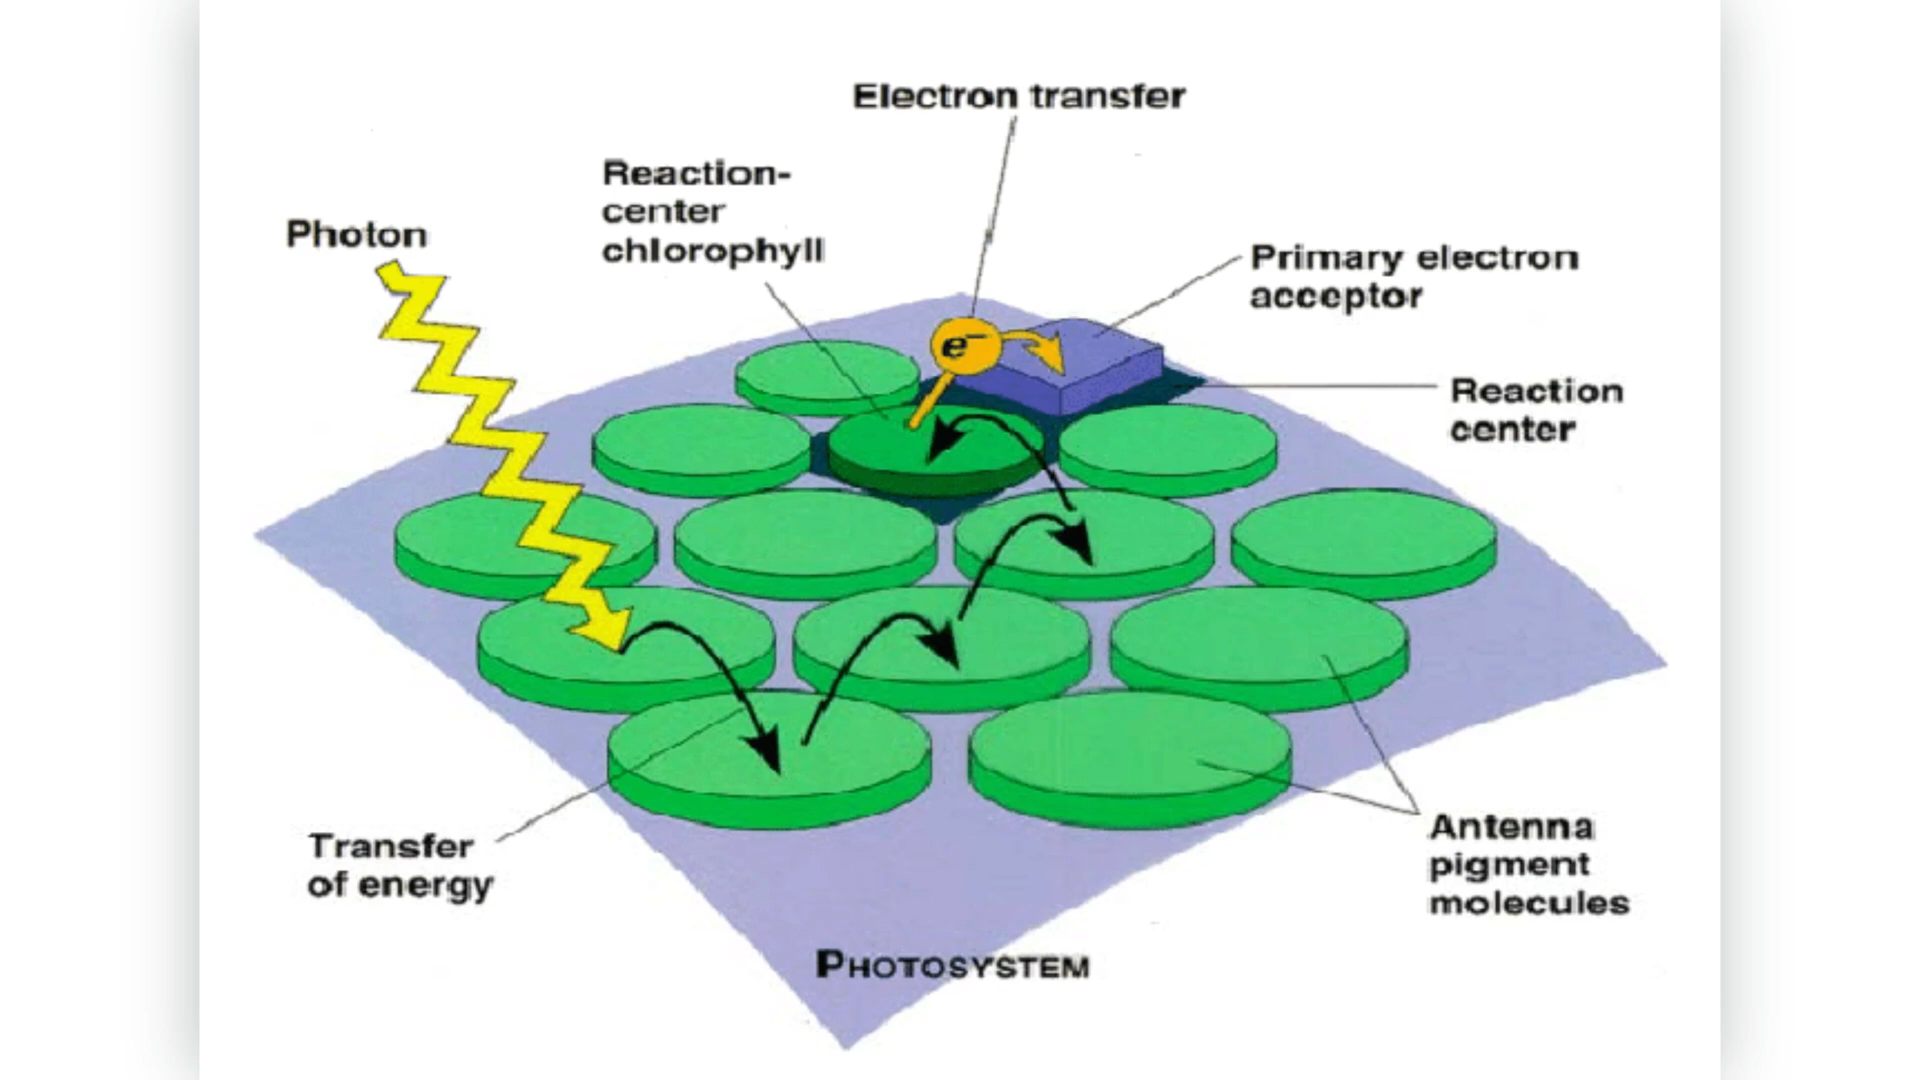 Electron transfer
Reaction-
center
chlorophyll
Photon
Primary electron
acceptor
e⁻
Reaction
center
Transfer
of energy
Antenna
pigment
molecules
PHOTOSYSTEM